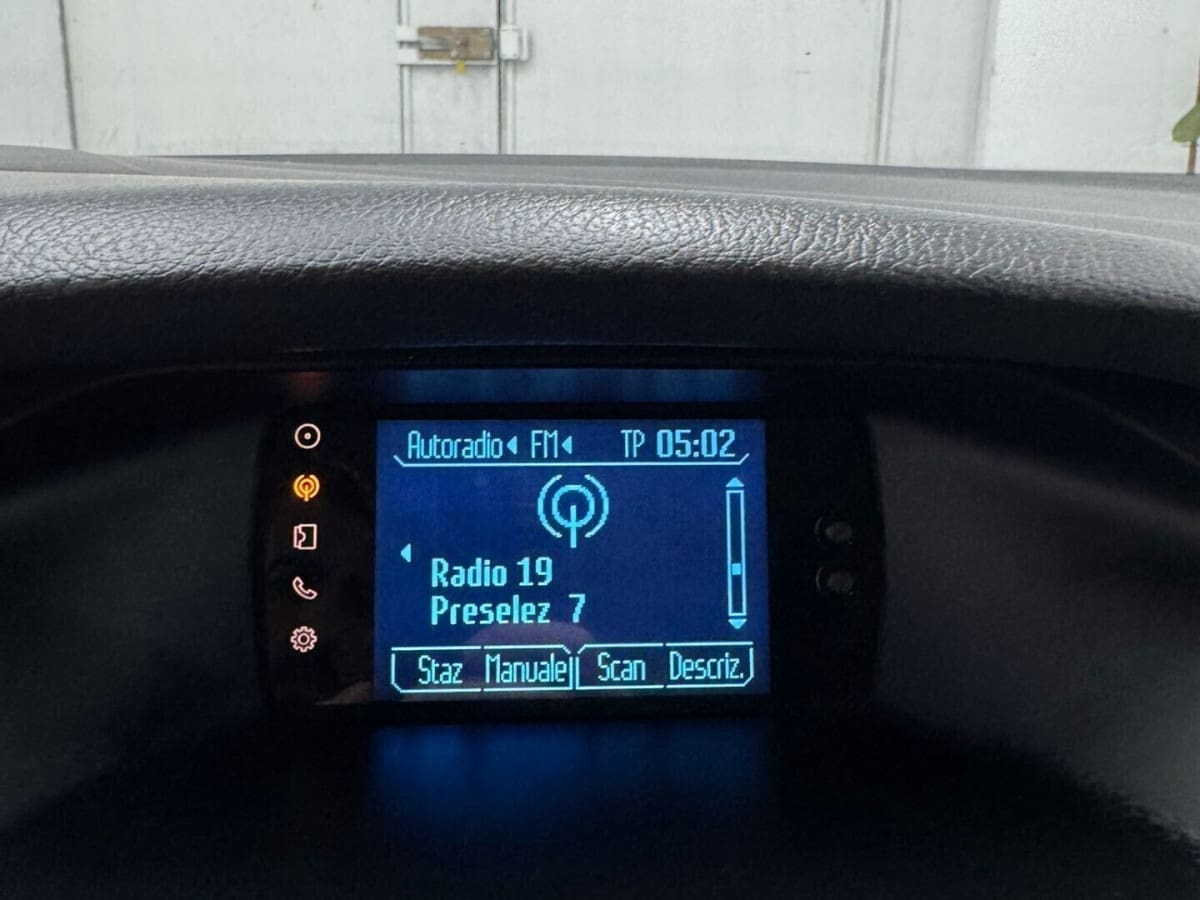 Autoradio FM TP 05:02
Radio 19
Preselez 7
Staz Manuale Scan Descriz.